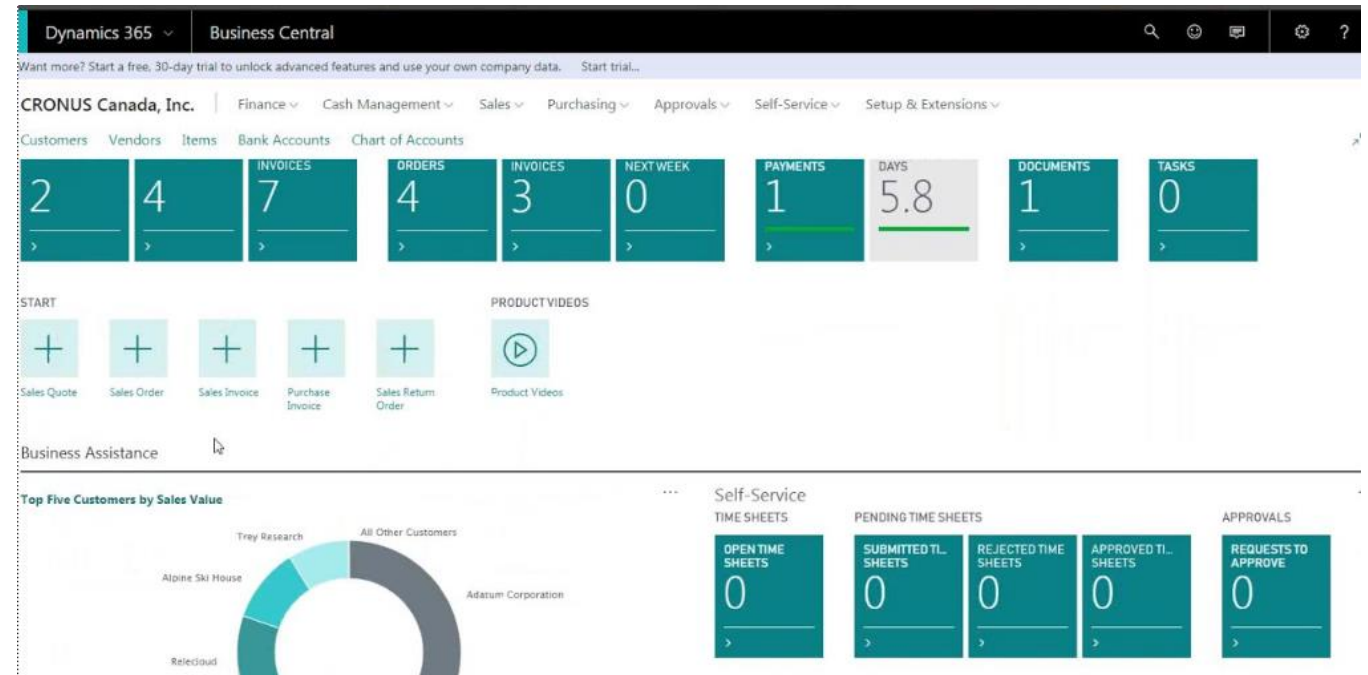 Dynamics 365 Business Central ?
Want more? Start a free, 30-day trial to unlock advanced features and use your own company data. Start trial...
CRONUS Canada, Inc. Finance Cash Management Sales Purchasing Approvals Self-Service Setup & Extensions
Customers Vendors Items Bank Accounts Chart of Accounts
INVOICES ORDERS INVOICES NEXT WEEK PAYMENTS DAYS DOCUMENTS TASKS
2 4 7 4 3 0 1 5.8 1 0
START PRODUCT VIDEOS
Sales Quote Sales Order Sales Invoice Purchase Invoice Sales Return Order Product Videos
Business Assistance
Top Five Customers by Sales Value ... Self-Service
TIME SHEETS PENDING TIME SHEETS APPROVALS
Trey Research All Other Customers
OPEN TIME SHEETS SUBMITTED TI... SHEETS REJECTED TIME SHEETS APPROVED TI... SHEETS REQUESTS TO APPROVE
Alpine Ski House
Adatum Corporation
0 0 0 0 0
Relecloud